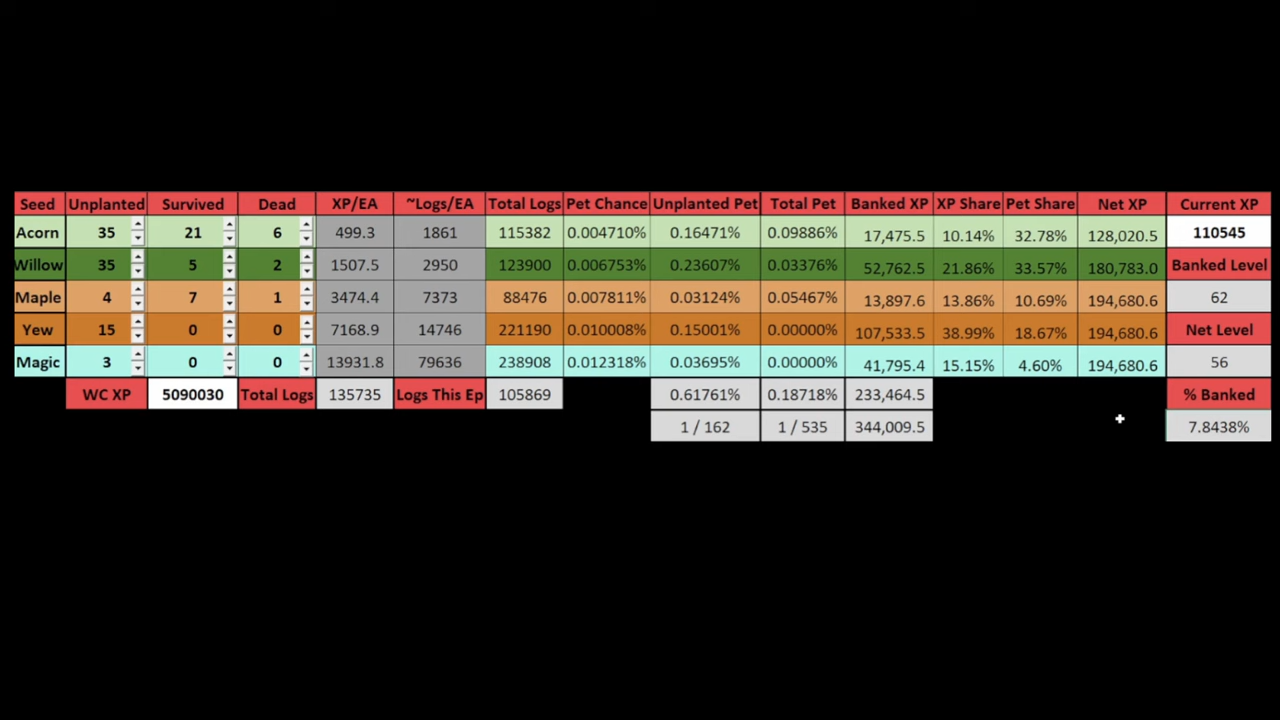 Seed Unplanted Survived Dead XP/EA ~Logs/EA Total Logs Pet Chance Unplanted Pet Total Pet Banked XP XP Share Pet Share Net XP Current XP
Acorn 35 21 6 499.3 1861 115382 0.004710% 0.16471% 0.09886% 17,475.5 10.14% 32.78% 128,020.5 110545
Willow 35 5 2 1507.5 2950 123900 0.006753% 0.23607% 0.03376% 52,762.5 21.86% 33.57% 180,783.0 Banked Level
Maple 4 7 1 3474.4 7373 88476 0.007811% 0.03124% 0.05467% 13,897.6 13.86% 10.69% 194,680.6 62
Yew 15 0 0 7168.9 14746 221190 0.010008% 0.15001% 0.00000% 107,533.5 38.99% 18.67% 194,680.6 Net Level
Magic 3 0 0 13931.8 79636 238908 0.012318% 0.03695% 0.00000% 41,795.4 15.15% 4.60% 194,680.6 56
WC XP 5090030 Total Logs 135735 Logs This Ep 105869 0.61761% 0.18718% 233,464.5 % Banked
1 / 162 1 / 535 344,009.5 7.8438%